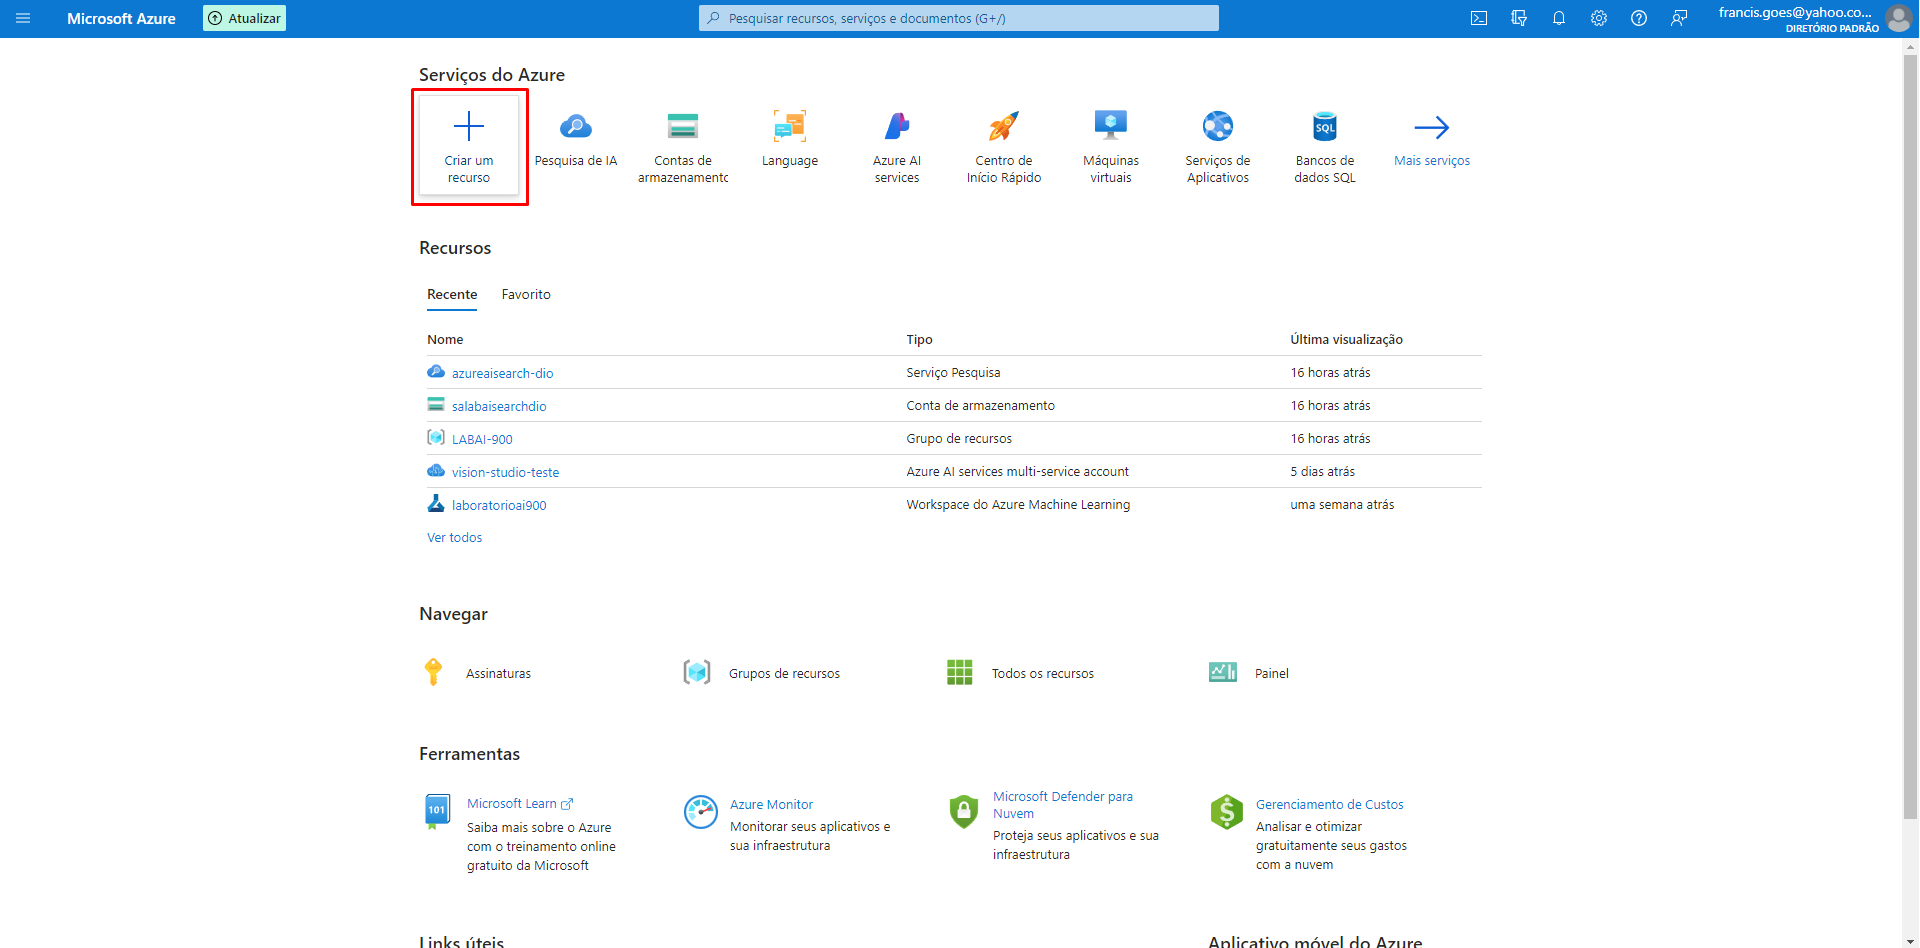 Microsoft Azure
Atualizar
Pesquisar recursos, serviços e documentos (G+/)
francis.goes@yahoo.co...
DIRETÓRIO PADRÃO
Serviços do Azure
Criar um
recurso
Pesquisa de IA
Contas de
armazenamento
Language
Azure AI
services
Centro de
Início Rápido
Máquinas
virtuais
Serviços de
Aplicativos
SQL
Bancos de
dados SQL
Mais serviços
Recursos
Recente Favorito
Nome Tipo Última visualização
azureaisearch-dio Serviço Pesquisa 16 horas atrás
salabaisearchdio Conta de armazenamento 16 horas atrás
LABAI-900 Grupo de recursos 16 horas atrás
vision-studio-teste Azure AI services multi-service account 5 dias atrás
laboratorioai900 Workspace do Azure Machine Learning uma semana atrás
Ver todos
Navegar
Assinaturas Grupos de recursos Todos os recursos Painel
Ferramentas
101
Microsoft Learn
Saiba mais sobre o Azure
com o treinamento online
gratuito da Microsoft
Azure Monitor
Monitorar seus aplicativos e
sua infraestrutura
Microsoft Defender para
Nuvem
Proteja seus aplicativos e sua
infraestrutura
Gerenciamento de Custos
Analisar e otimizar
gratuitamente seus gastos
com a nuvem
Links úteis
Aplicativo móvel do Azure